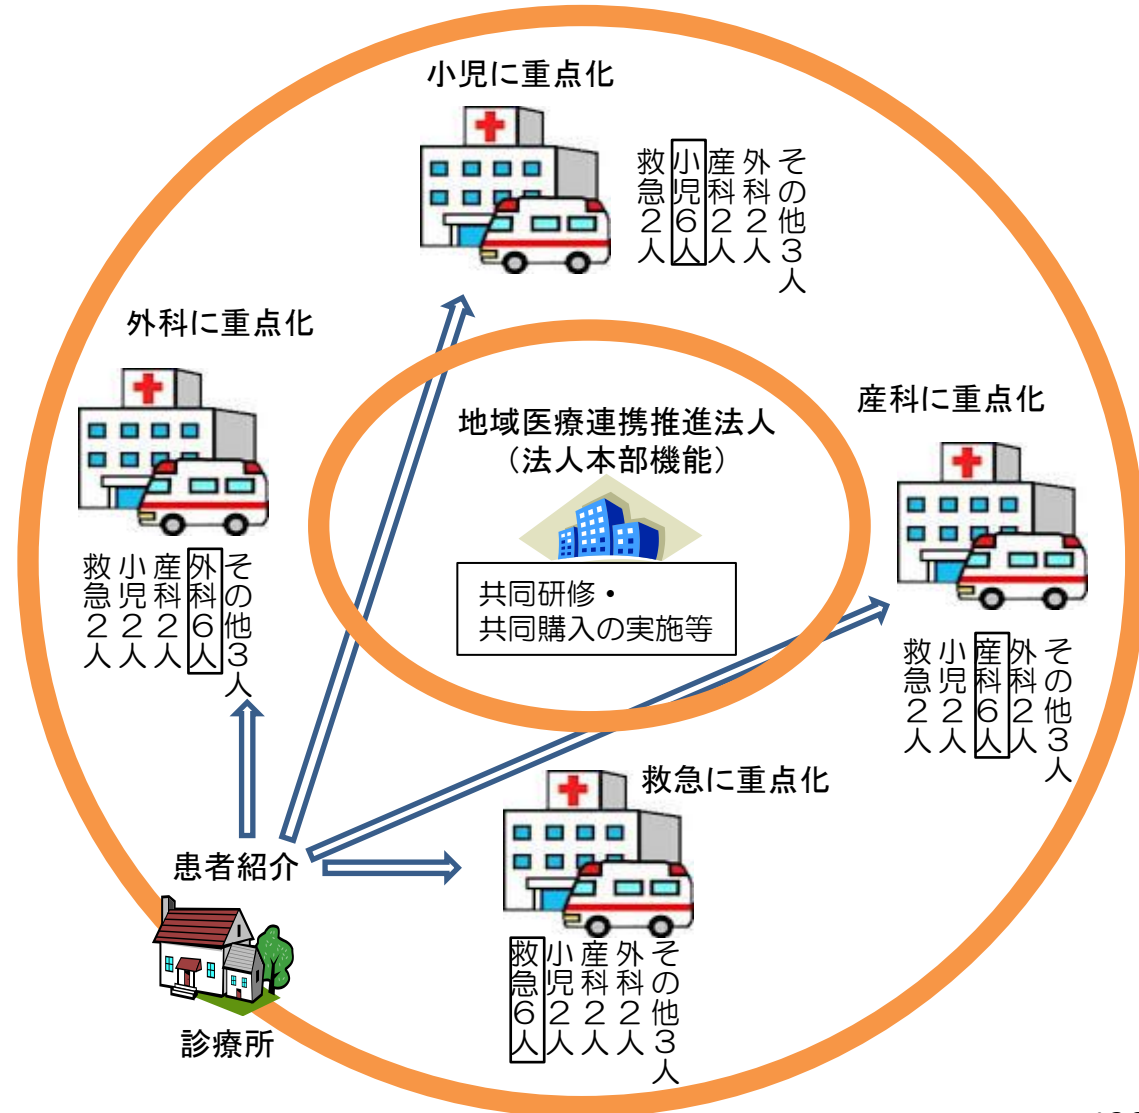 小児に重点化
救急２人
小児６人
産科２人
外科２人
その他３人
外科に重点化
救急２人
小児２人
産科２人
外科６人
その他３人
地域医療連携推進法人
（法人本部機能）
共同研修・
共同購入の実施等
産科に重点化
救急２人
小児２人
産科６人
外科２人
その他３人
救急に重点化
救急６人
小児２人
産科２人
外科２人
その他３人
患者紹介
診療所